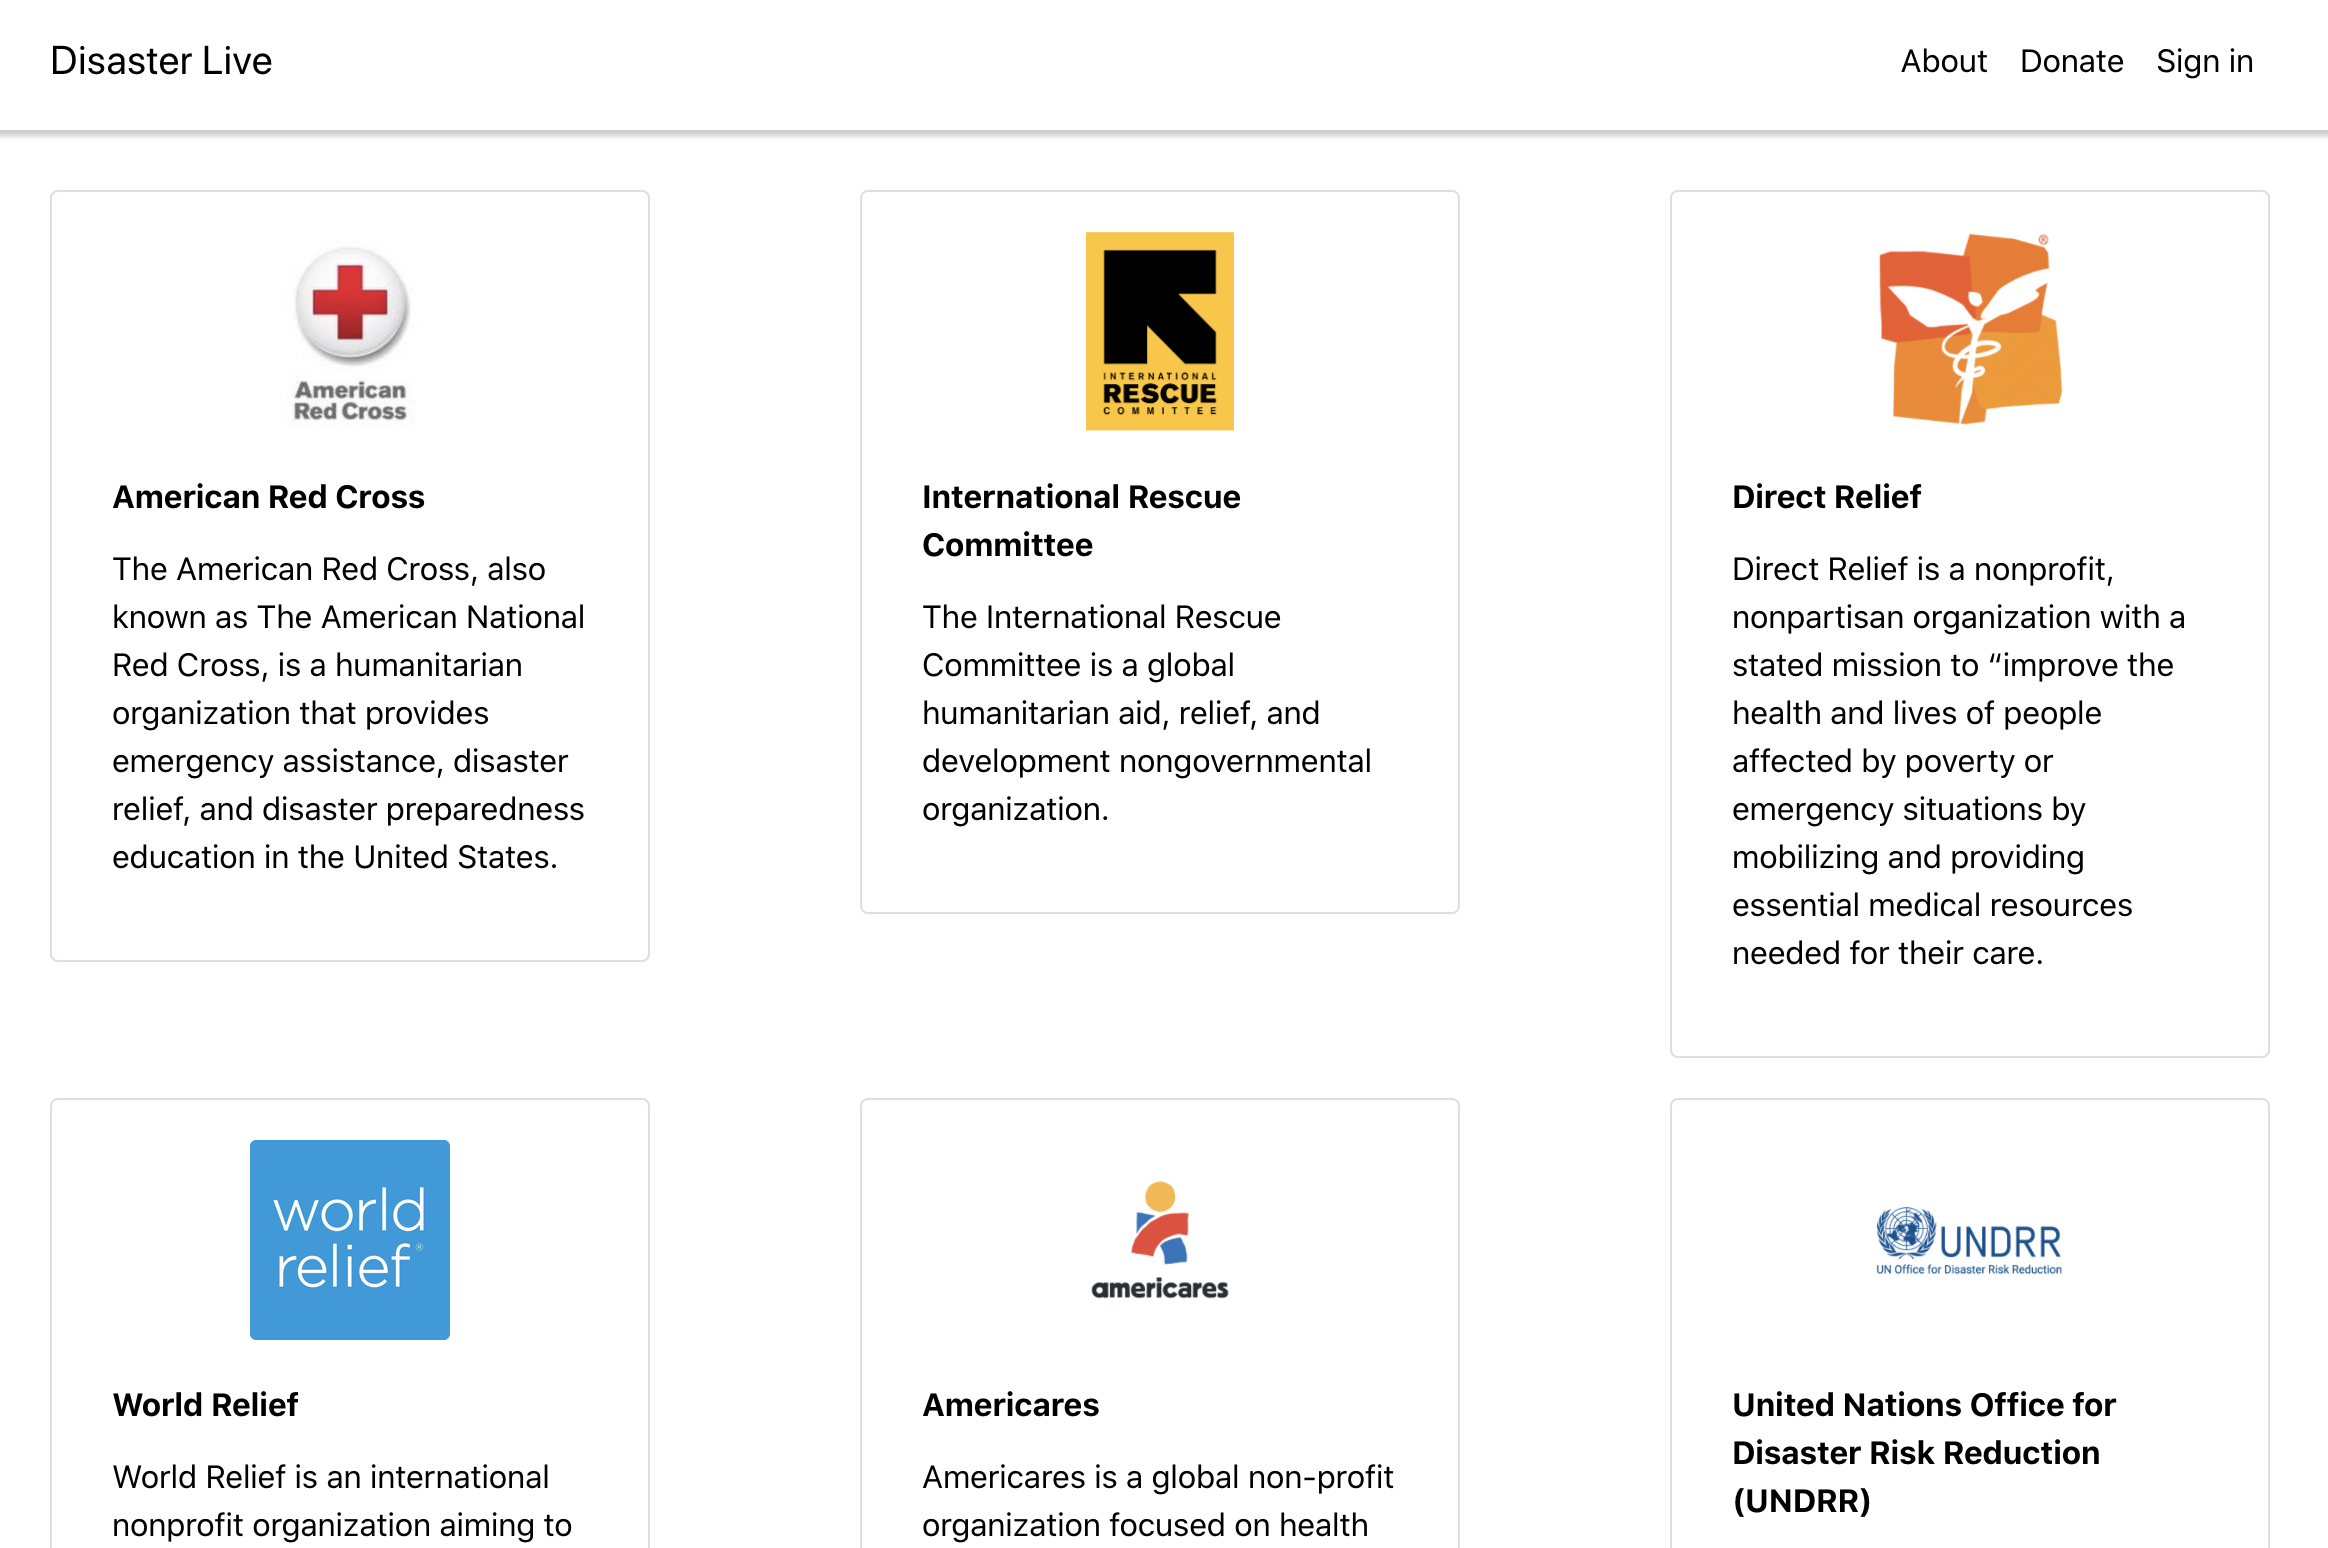 Disaster Live
About Donate Sign in
American
Red Cross
American Red Cross
The American Red Cross, also
known as The American National
Red Cross, is a humanitarian
organization that provides
emergency assistance, disaster
relief, and disaster preparedness
education in the United States.
INTERNATIONAL
RESCUE
COMMITTEE
International Rescue
Committee
The International Rescue
Committee is a global
humanitarian aid, relief, and
development nongovernmental
organization.
®
Direct Relief
Direct Relief is a nonprofit,
nonpartisan organization with a
stated mission to “improve the
health and lives of people
affected by poverty or
emergency situations by
mobilizing and providing
essential medical resources
needed for their care.
world
relief®
World Relief
World Relief is an international
nonprofit organization aiming to
americares
Americares
Americares is a global non-profit
organization focused on health
UNDRR
UN Office for Disaster Risk Reduction
United Nations Office for
Disaster Risk Reduction
(UNDRR)